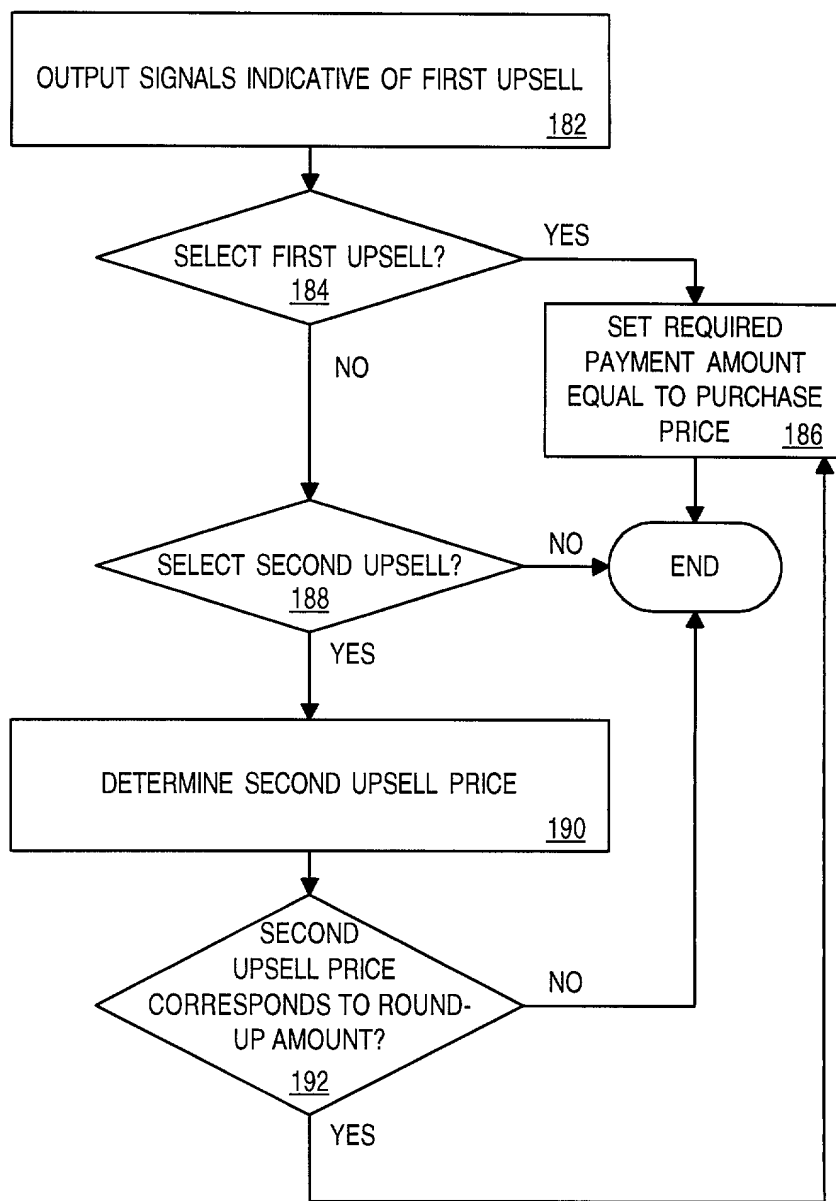 OUTPUT SIGNALS INDICATIVE OF FIRST UPSELL
182
SELECT FIRST UPSELL?
184
YES
NO
SET REQUIRED
PAYMENT AMOUNT
EQUAL TO PURCHASE
PRICE
186
SELECT SECOND UPSELL?
188
NO
END
YES
DETERMINE SECOND UPSELL PRICE
190
SECOND
UPSELL PRICE
CORRESPONDS TO ROUND-
UP AMOUNT?
192
NO
YES